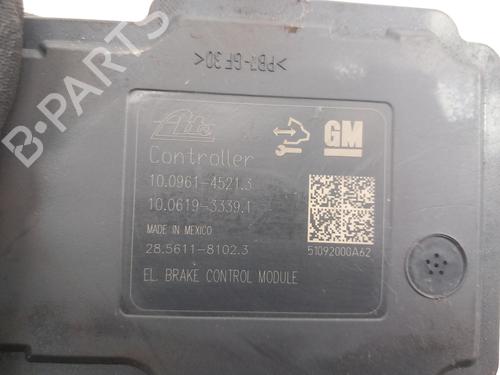 >PBT-GF30<
Ate
GM
Controller
10.0961-4521.3
10.0619-3339.1
MADE IN MEXICO
28.5611-8102.3
51092000A62
EL. BRAKE CONTROL MODULE
B-PARTS